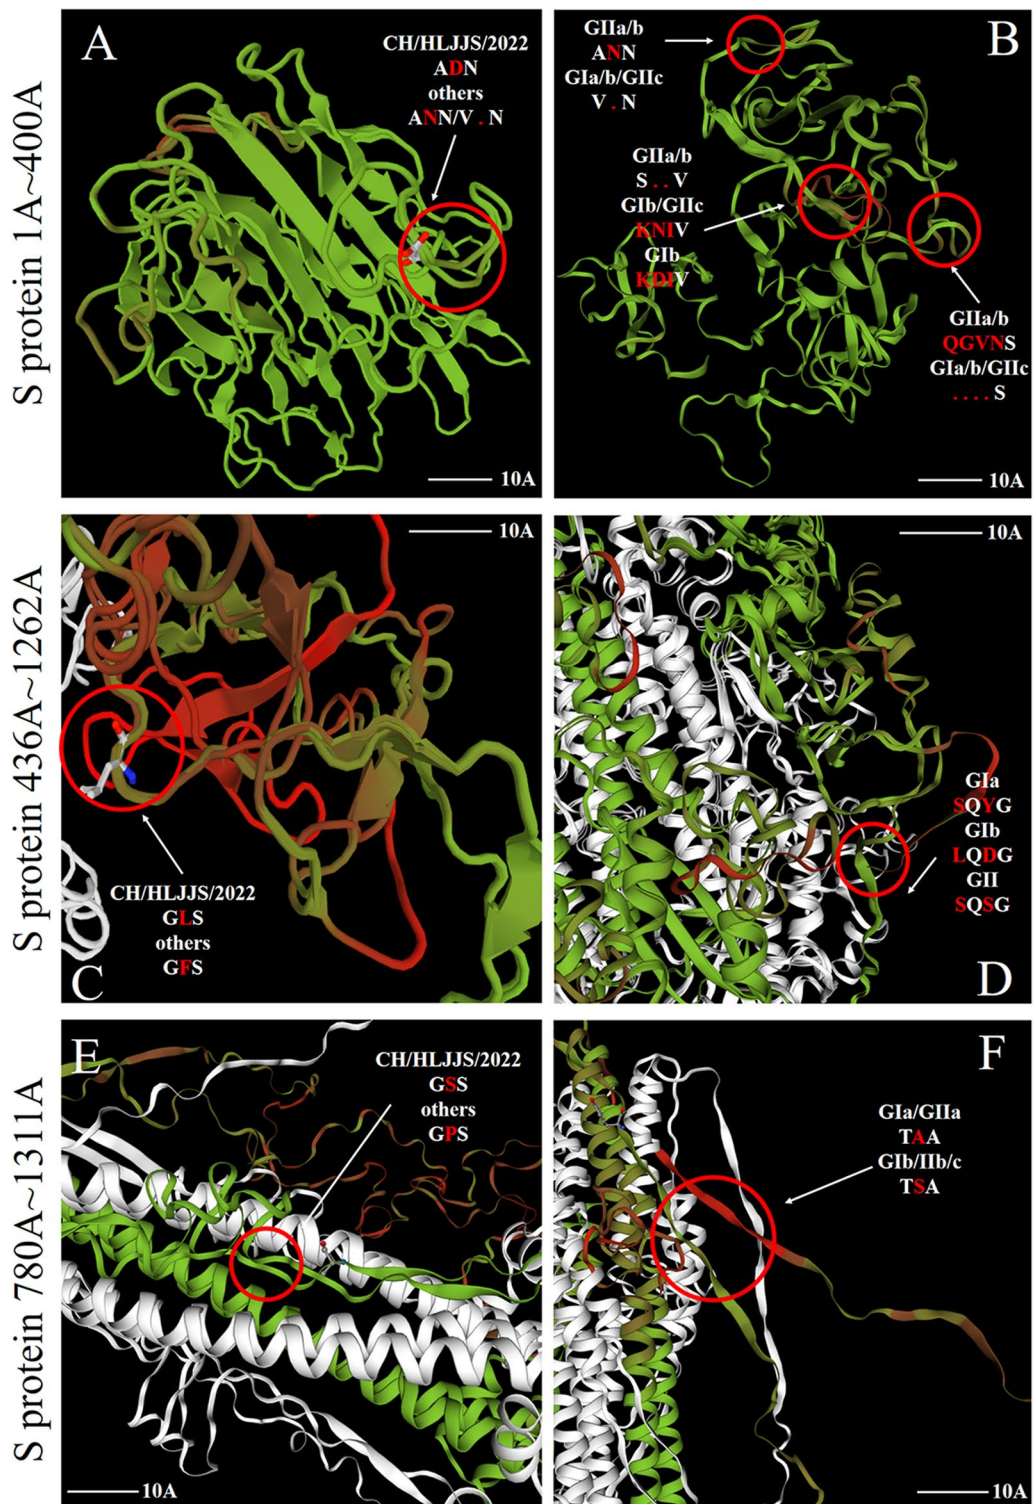 S protein 1A~400A
A
CH/HLJJS/2022
ADN
others
ANN/V . N
10A
B
GIIa/b
ANN
GIa/b/GIIc
V . N
GIIa/b
S . . V
GIb/GIIc
KNIV
GIb
KDIV
GIIa/b
QGVNS
GIa/b/GIIc
. . . . S
10A
S protein 436A~1262A
10A
CH/HLJJS/2022
GLS
others
GFS
C
10A
GIa
SQYG
GIb
LQDG
GII
SQSG
D
S protein 780A~1311A
E
CH/HLJJS/2022
GSS
others
GPS
10A
F
GIa/GIIa
TAA
GIb/IIb/c
TSA
10A